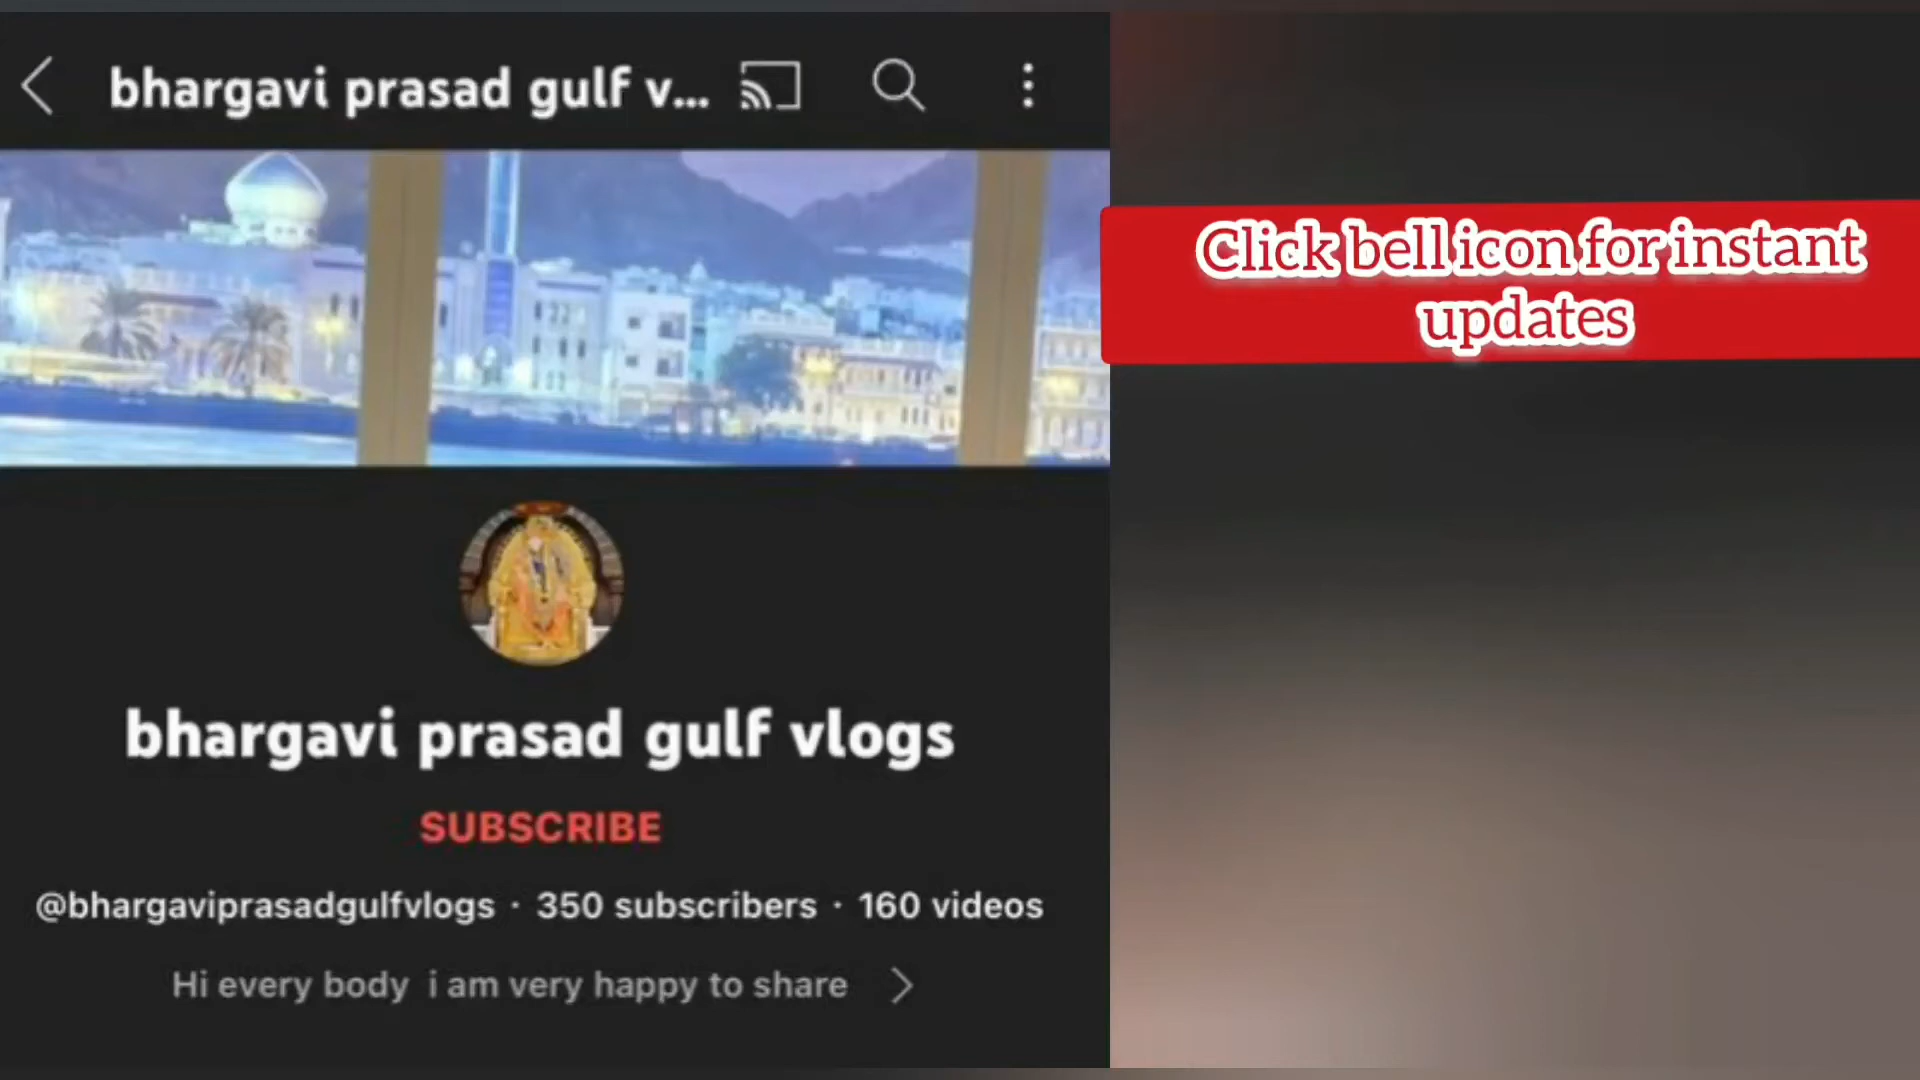 bhargavi prasad gulf v...
Click bell icon for instant
updates
bhargavi prasad gulf vlogs
SUBSCRIBE
@bhargaviprasadgulfvlogs · 350 subscribers · 160 videos
Hi every body i am very happy to share